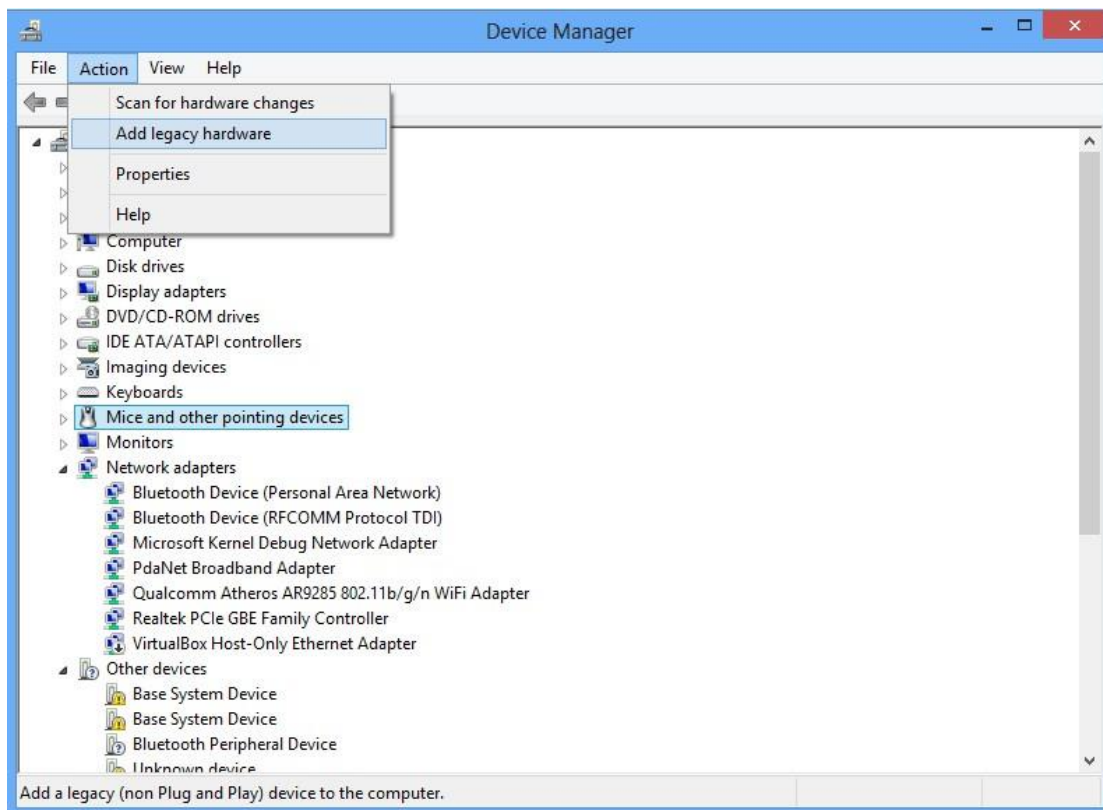 Device Manager
File Action View Help
Scan for hardware changes
Add legacy hardware
Properties
Help
Computer
Disk drives
Display adapters
DVD/CD-ROM drives
IDE ATA/ATAPI controllers
Imaging devices
Keyboards
Mice and other pointing devices
Monitors
Network adapters
Bluetooth Device (Personal Area Network)
Bluetooth Device (RFCOMM Protocol TDI)
Microsoft Kernel Debug Network Adapter
PdaNet Broadband Adapter
Qualcomm Atheros AR9285 802.11b/g/n WiFi Adapter
Realtek PCIe GBE Family Controller
VirtualBox Host-Only Ethernet Adapter
Other devices
Base System Device
Base System Device
Bluetooth Peripheral Device
Unknown device
Add a legacy (non Plug and Play) device to the computer.